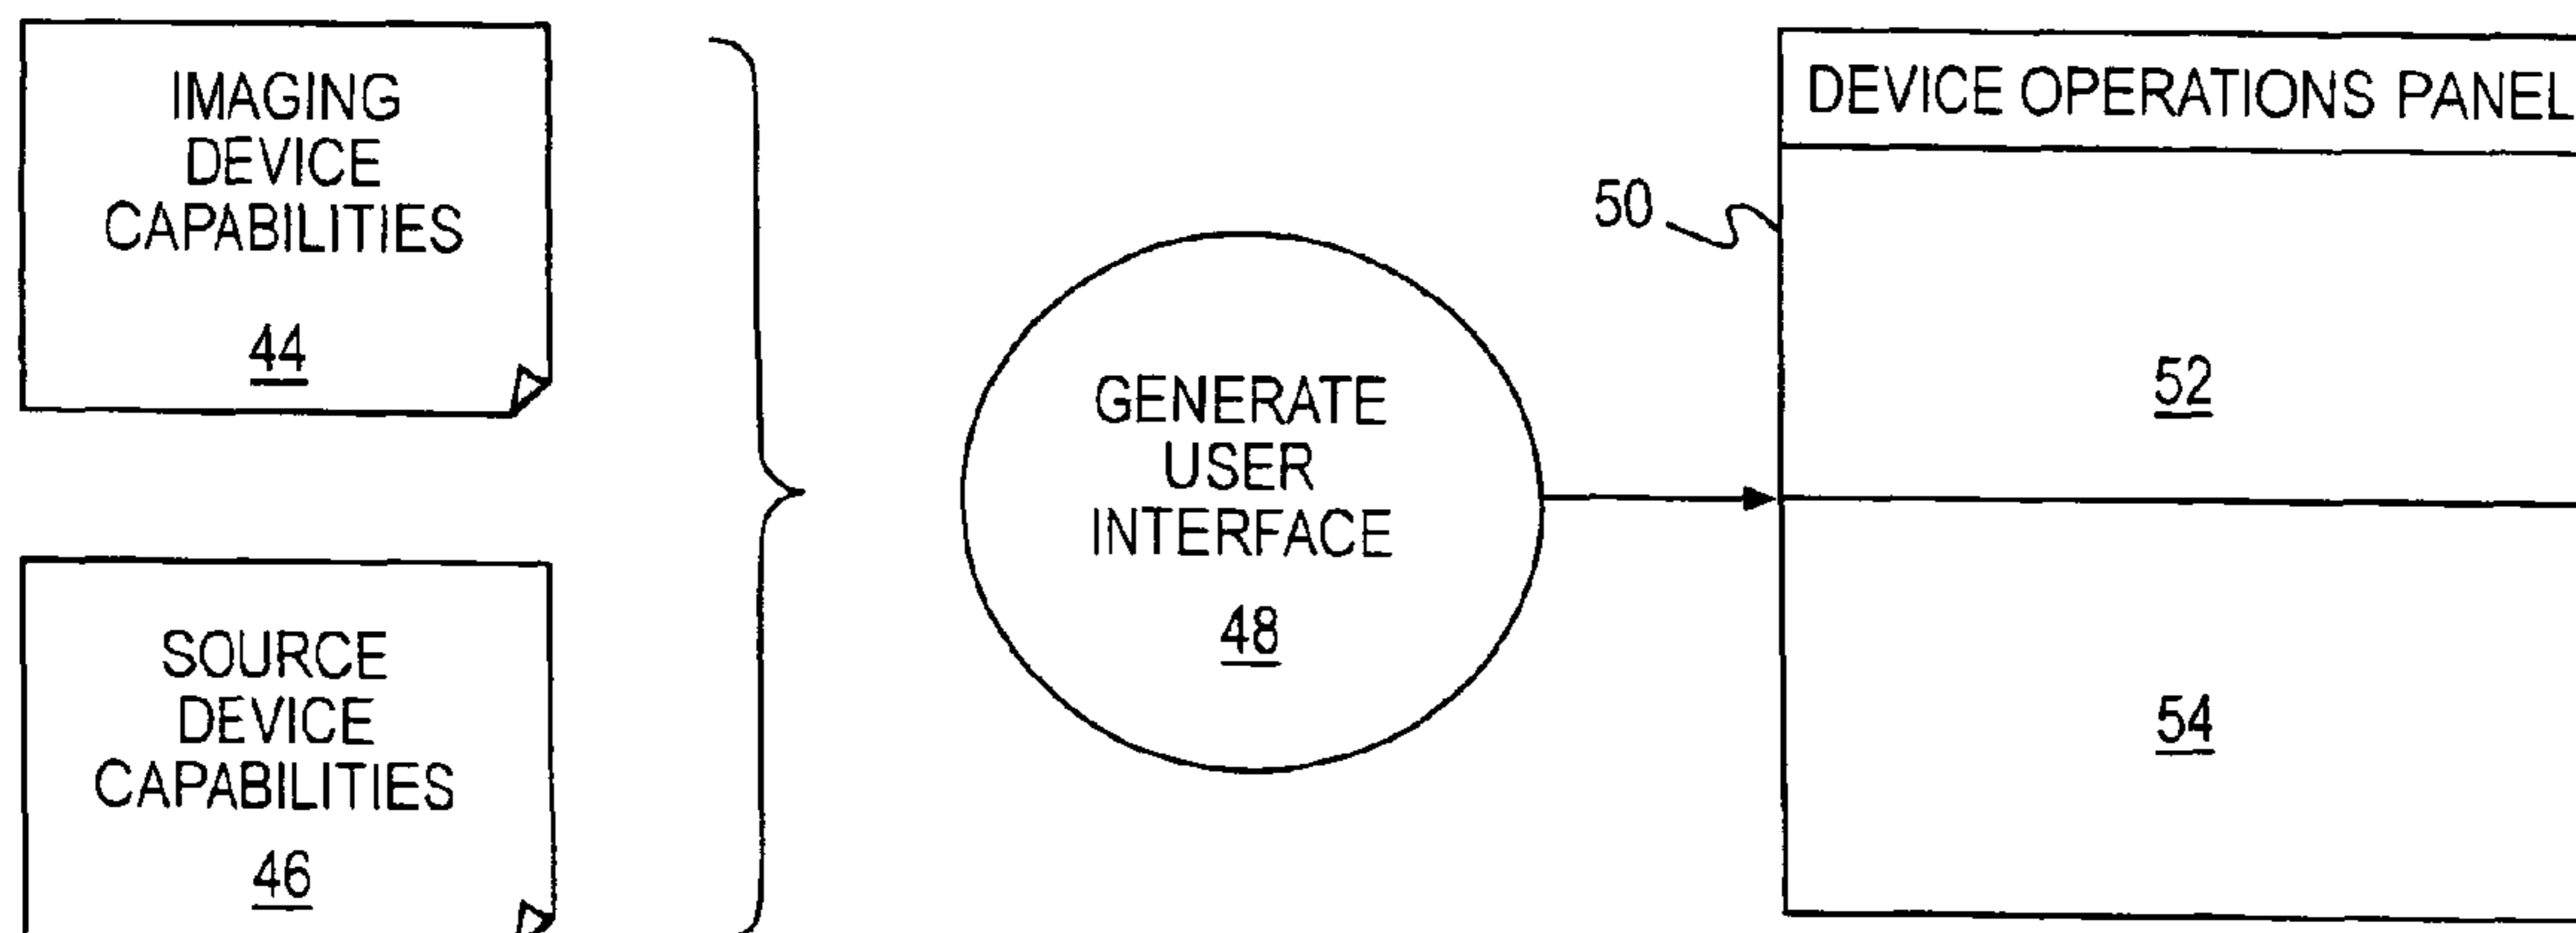 IMAGING
DEVICE
CAPABILITIES
44
SOURCE
DEVICE
CAPABILITIES
46
GENERATE
USER
INTERFACE
48
50
DEVICE OPERATIONS PANEL
52
54